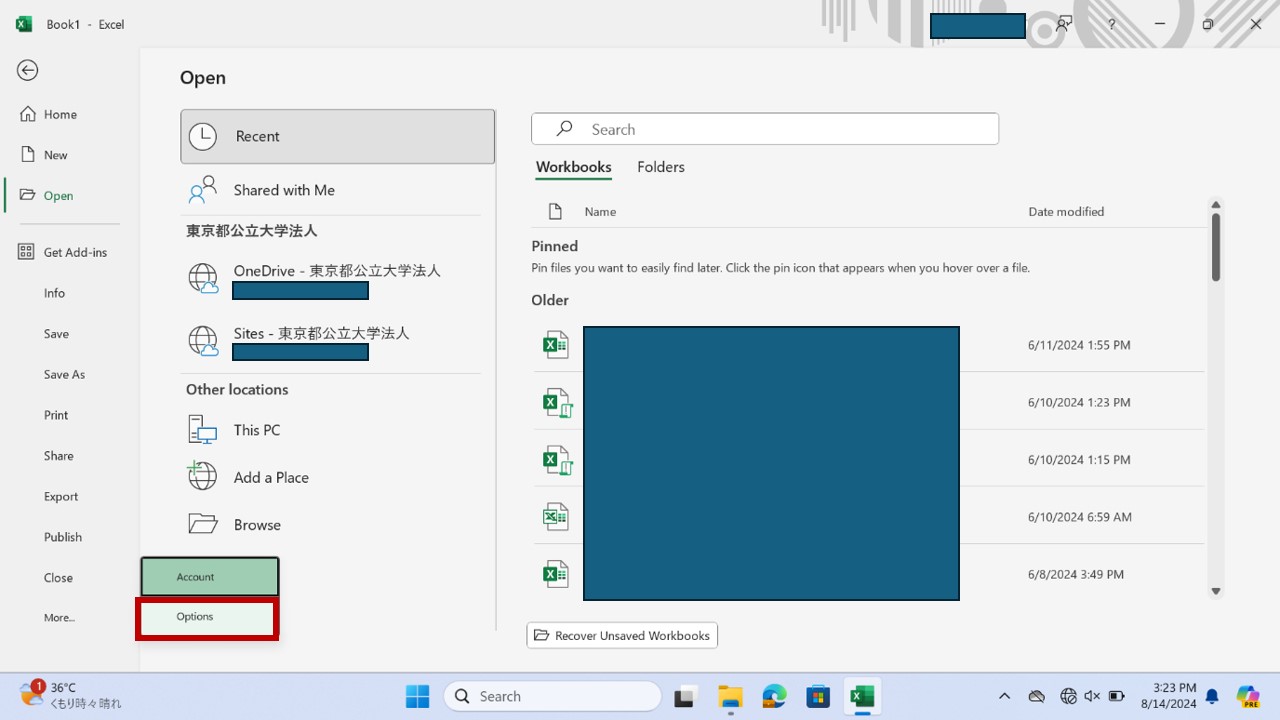 Book1 - Excel
Home
New
Open
Get Add-ins
Info
Save
Save As
Print
Share
Export
Publish
Close
More...
Account
Options
Open
Recent
Shared with Me
東京都公立大学法人
OneDrive - 東京都公立大学法人
Sites - 東京都公立大学法人
Other locations
This PC
Add a Place
Browse
Search
Workbooks Folders
Name Date modified
Pinned
Pin files you want to easily find later. Click the pin icon that appears when you hover over a file.
Older
6/11/2024 1:55 PM
6/10/2024 1:23 PM
6/10/2024 1:15 PM
6/10/2024 6:59 AM
6/8/2024 3:49 PM
Recover Unsaved Workbooks
1
36°C
くもり時々晴れ
Search
3:23 PM
8/14/2024
PRE